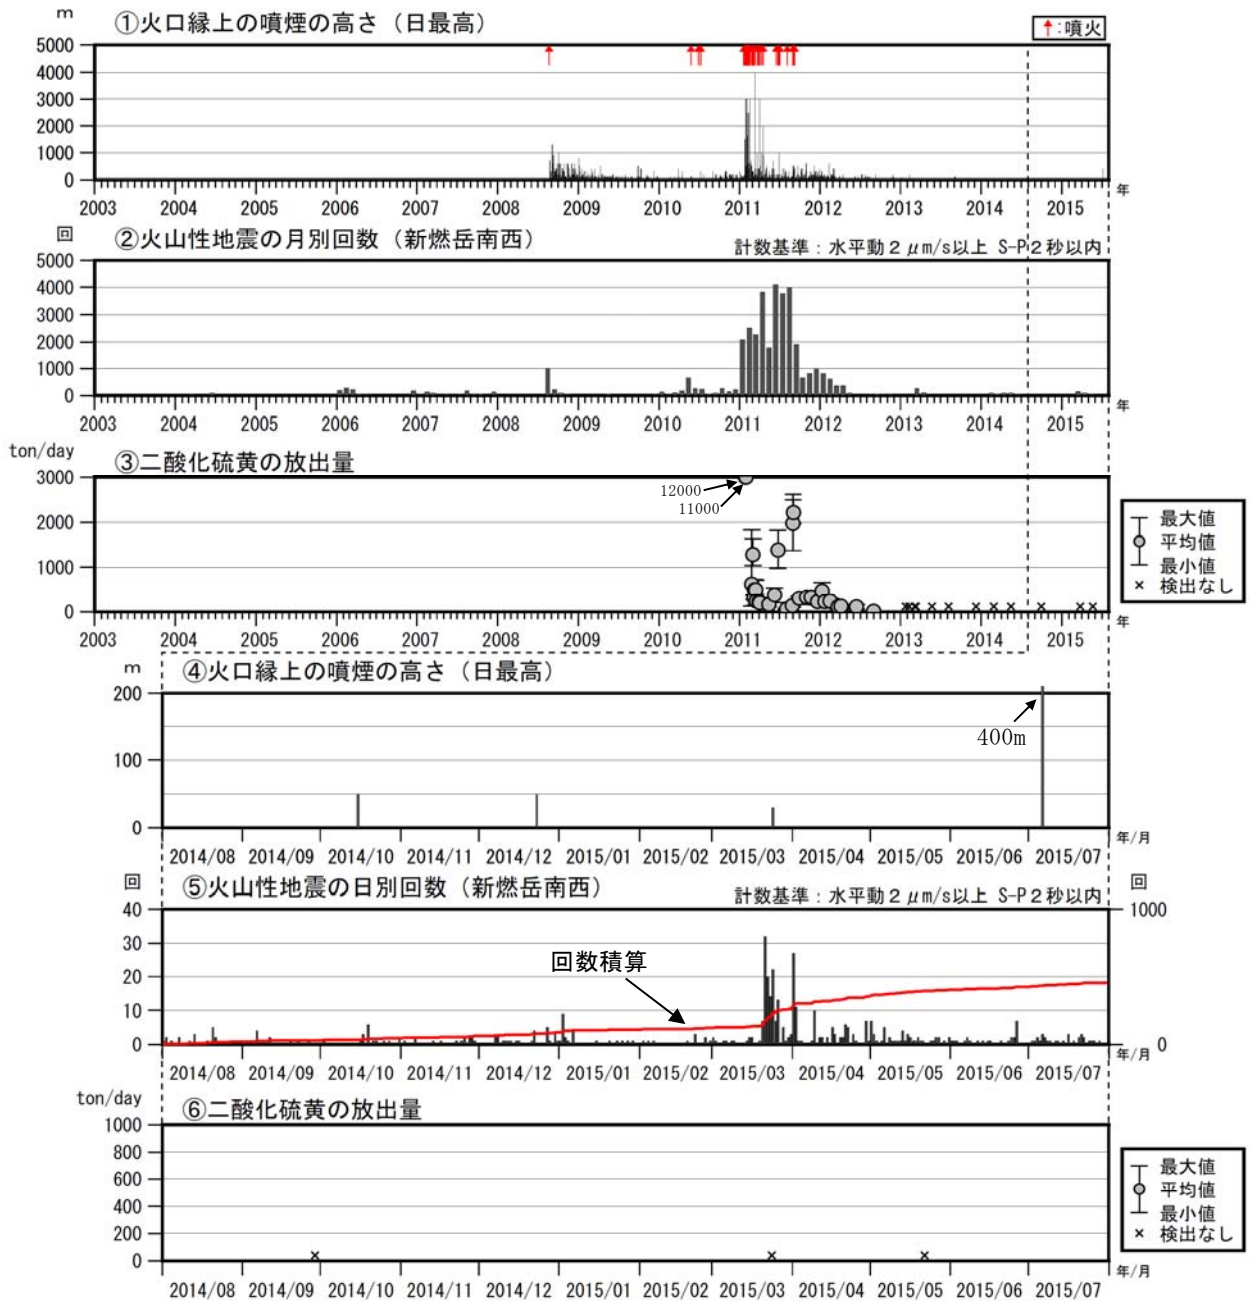 m
①火口縁上の噴煙の高さ（日最高）
↑:噴火
5000
4000
3000
2000
1000
0
2003 2004 2005 2006 2007 2008 2009 2010 2011 2012 2013 2014 2015
年
回
②火山性地震の月別回数（新燃岳南西）
計数基準：水平動２μm/s以上 S-P２秒以内
5000
4000
3000
2000
1000
0
2003 2004 2005 2006 2007 2008 2009 2010 2011 2012 2013 2014 2015
年
ton/day
③二酸化硫黄の放出量
3000
2000
1000
0
12000
11000
最大値
平均値
最小値
× 検出なし
2003 2004 2005 2006 2007 2008 2009 2010 2011 2012 2013 2014 2015
年
m
④火口縁上の噴煙の高さ（日最高）
200
100
0
400m
2014/08 2014/09 2014/10 2014/11 2014/12 2015/01 2015/02 2015/03 2015/04 2015/05 2015/06 2015/07
年/月
回
⑤火山性地震の日別回数（新燃岳南西）
計数基準：水平動２μm/s以上 S-P２秒以内
回
40
30
20
10
0
1000
0
回数積算
2014/08 2014/09 2014/10 2014/11 2014/12 2015/01 2015/02 2015/03 2015/04 2015/05 2015/06 2015/07
年/月
ton/day
⑥二酸化硫黄の放出量
1000
800
600
400
200
0
最大値
平均値
最小値
× 検出なし
2014/08 2014/09 2014/10 2014/11 2014/12 2015/01 2015/02 2015/03 2015/04 2015/05 2015/06 2015/07
年/月